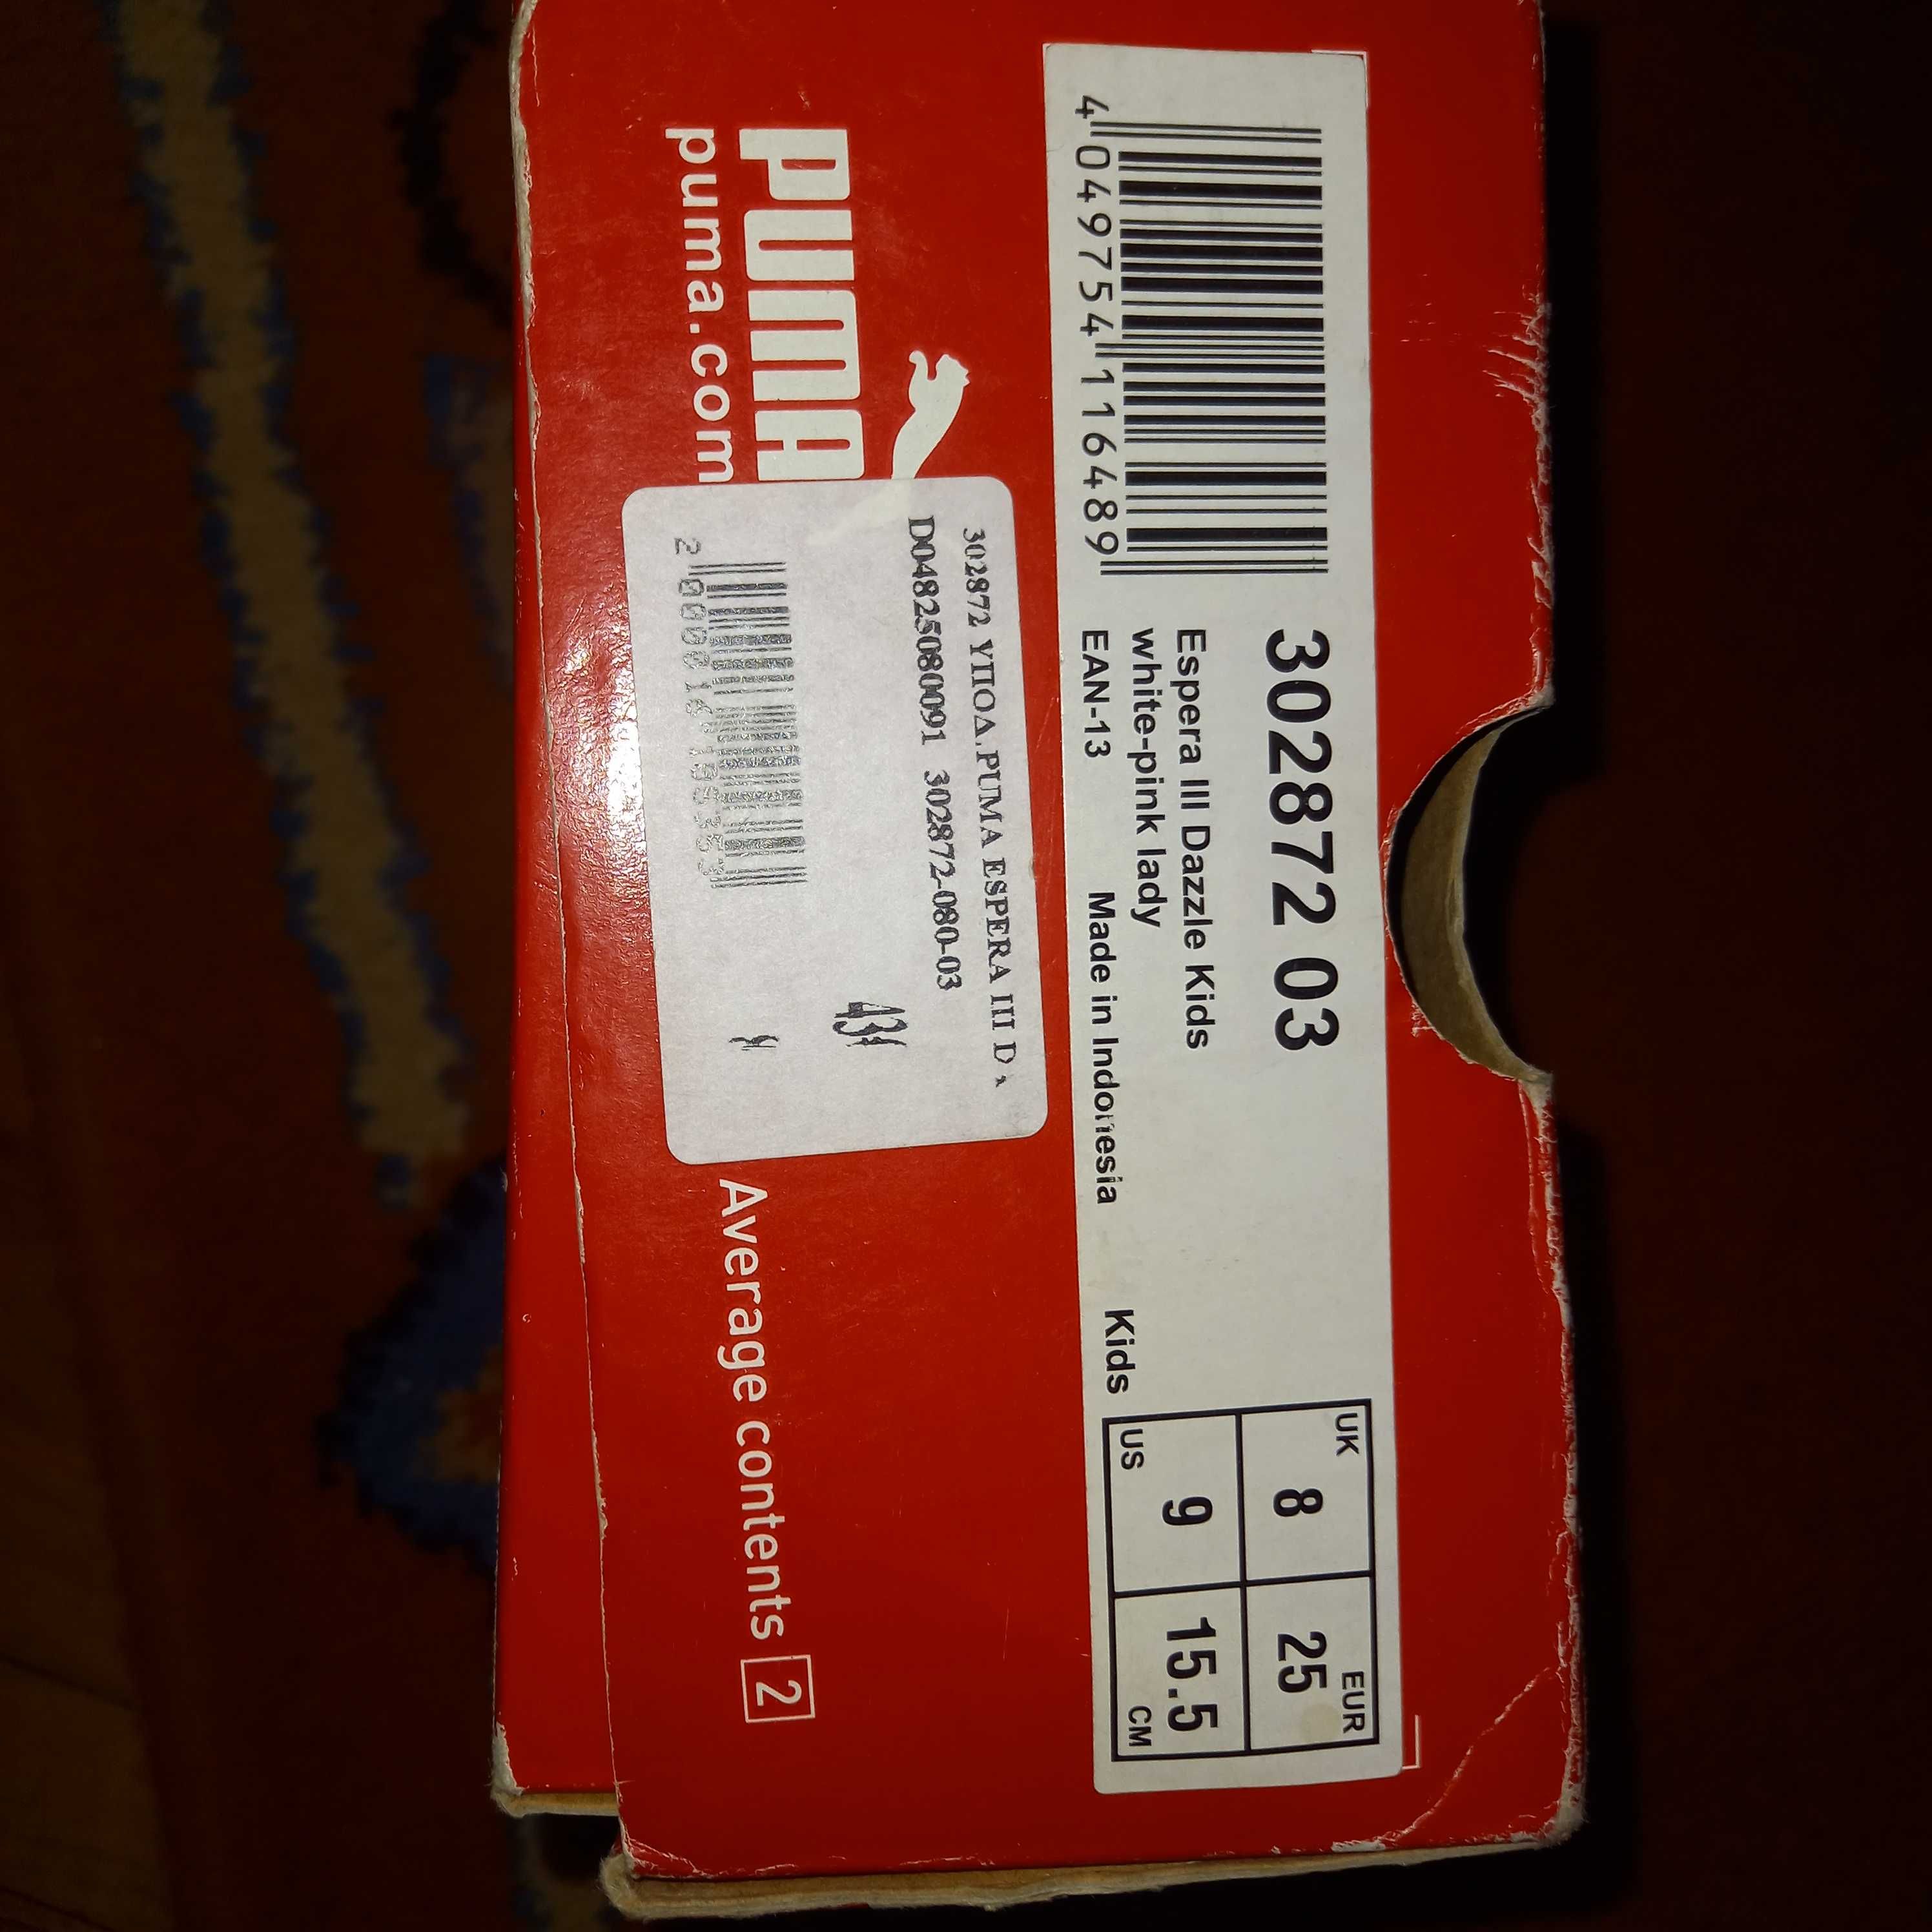 302872 03
Espera III Dazzle Kids
white-pink lady
EAN-13 Made in Indonesia Kids
4 049754 116489
UK 8
EUR 25
US 9
CM 15.5
PUMA
puma.com
302872 ΥΠΟΔ.PUMA ESPERA III D
D04825080091 302872-080-03
Average contents 2